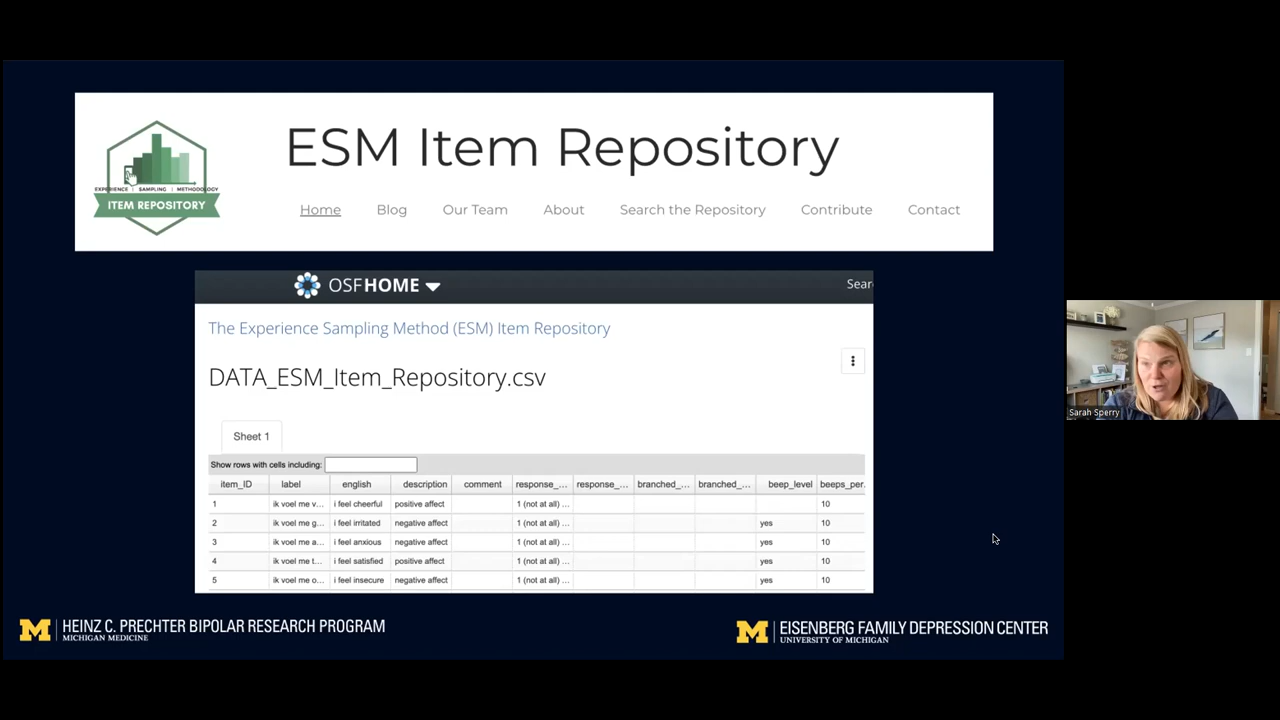 ESM Item Repository
EXPERIENCE | SAMPLING | METHODOLOGY
ITEM REPOSITORY
Home Blog Our Team About Search the Repository Contribute Contact
OSFHOME Sear
The Experience Sampling Method (ESM) Item Repository
DATA_ESM_Item_Repository.csv
Sheet 1
Show rows with cells including:
item_ID label english description comment response_... response_... branched_... branched_... beep_level beeps_per.
1 ik voel me v... i feel cheerful positive affect 1 (not at all) ... 10
2 ik voel me g... i feel irritated negative affect 1 (not at all) ... yes 10
3 ik voel me a... i feel anxious negative affect 1 (not at all) ... yes 10
4 ik voel me t... i feel satisfied positive affect 1 (not at all) ... yes 10
5 ik voel me o... i feel insecure negative affect 1 (not at all) ... yes 10
Sarah Sperry
M HEINZ C. PRECHTER BIPOLAR RESEARCH PROGRAM
MICHIGAN MEDICINE
M EISENBERG FAMILY DEPRESSION CENTER
UNIVERSITY OF MICHIGAN